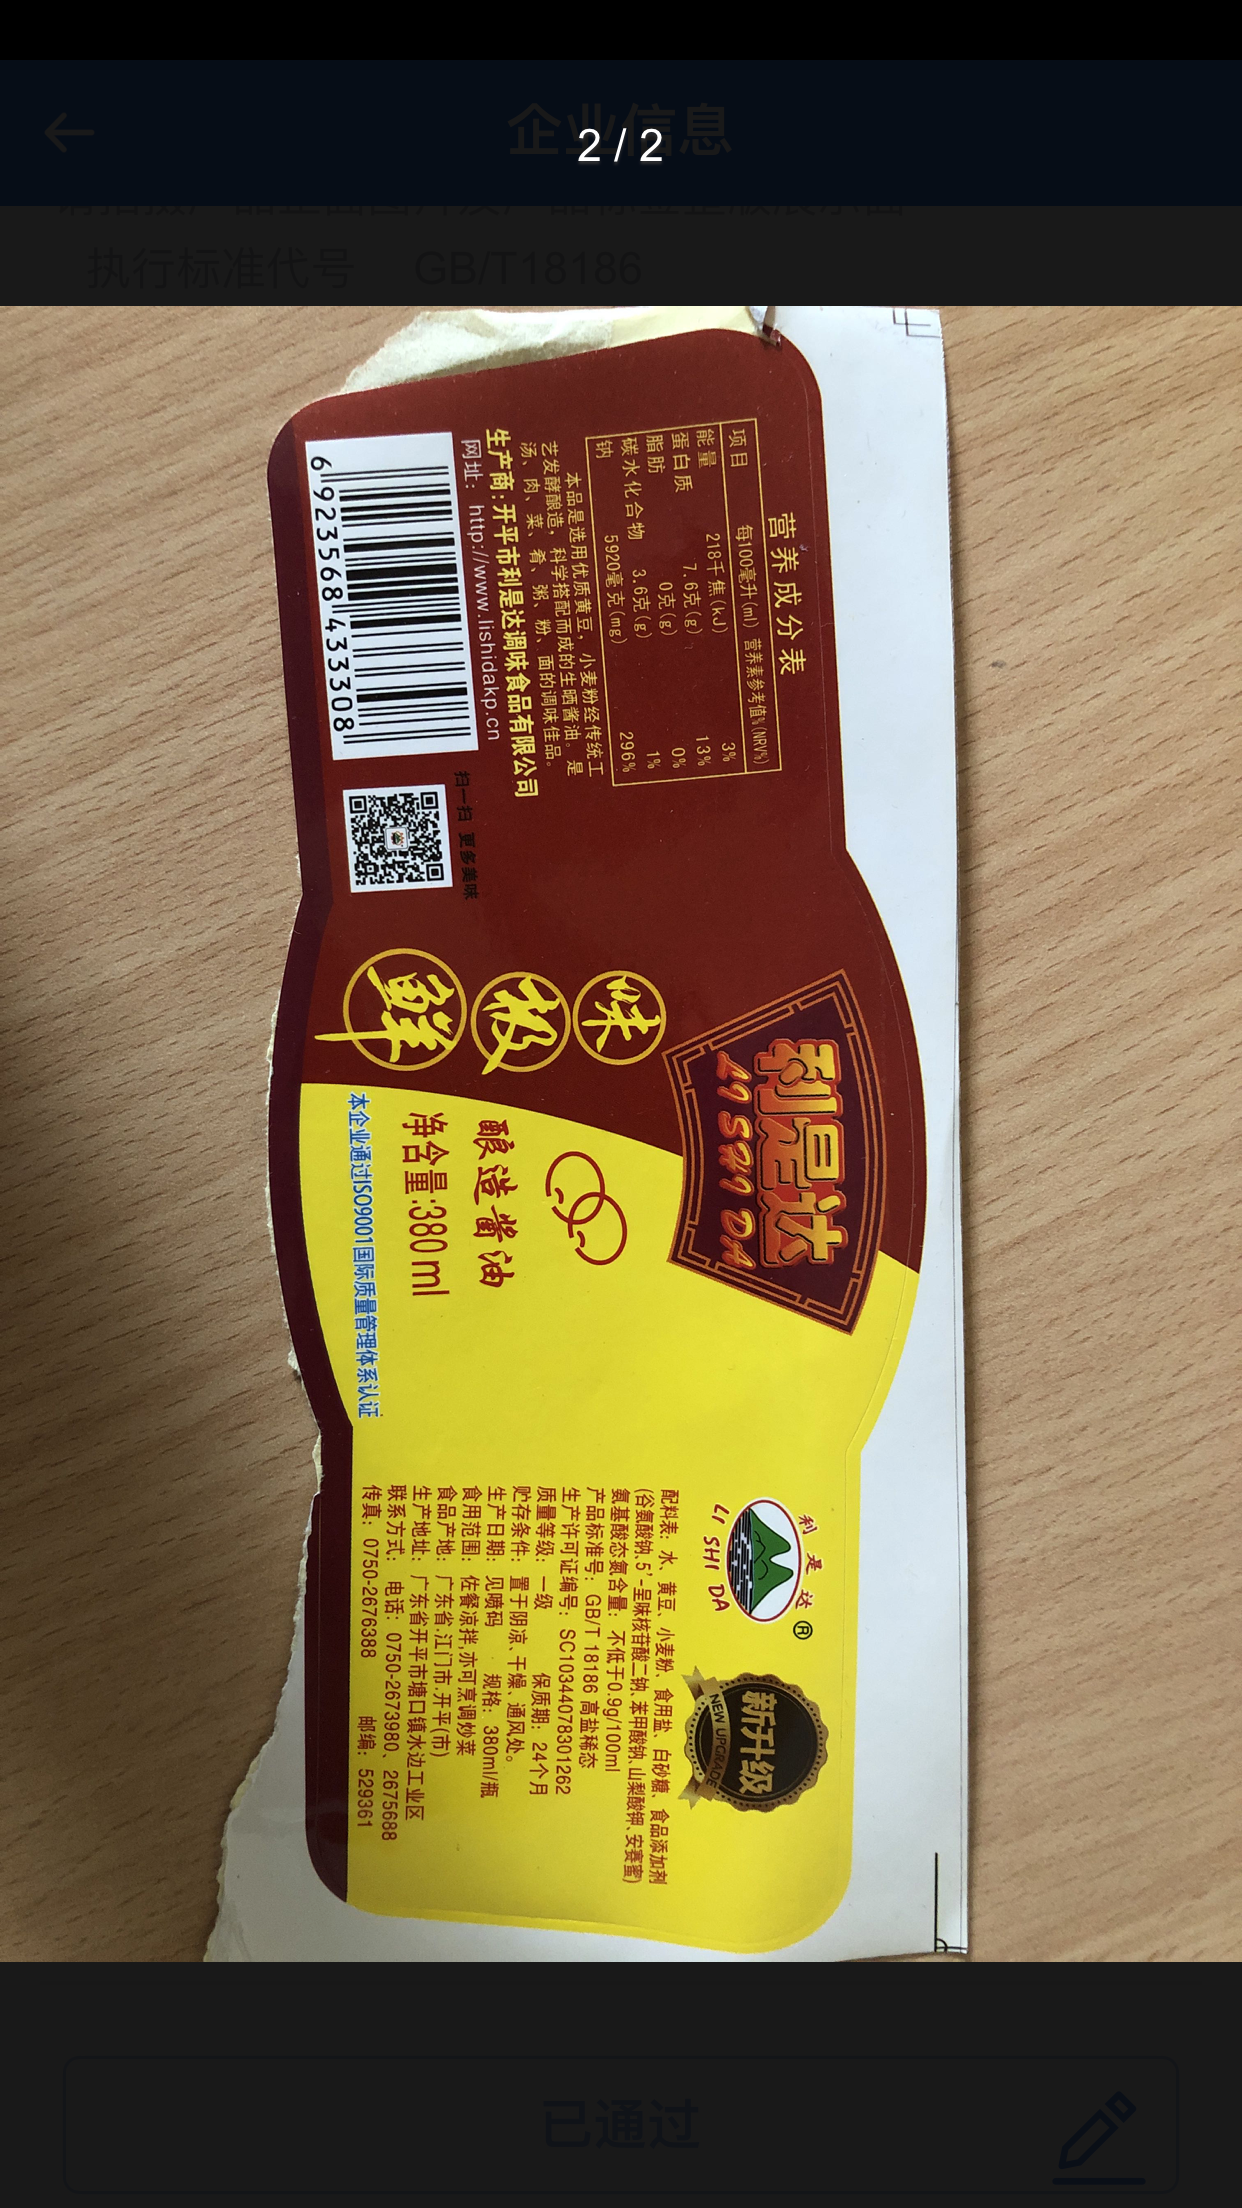 企业信息
2 / 2
执行标准代号 GB/T18186
营养成分表
项目 每100毫升(ml) 营养素参考值%(NRV%)
能量 218千焦(kJ) 3%
蛋白质 7.6克(g) 13%
脂肪 0克(g) 0%
碳水化合物 3.6克(g) 1%
钠 5920毫克(mg) 296%
本品是选用优质黄豆，小麦粉经传统工
艺发酵酿造，科学搭配而成的生晒酱油。是
汤、肉、菜、肴、粥、粉、面的调味佳品。
生产商:开平市利是达调味食品有限公司
网址：http://www.lishidakp.cn
6 923568 433308
扫一扫 更多美味
利是达
LI SHI DA
味
极
鲜
酿造酱油
净含量:380ml
本企业通过ISO9001国际质量管理体系认证
利是达®
LI SHI DA
新升级
NEW UPGRADE
配料表：水、黄豆、小麦粉、食用盐、白砂糖、食品添加剂
(谷氨酸钠、5'-呈味核苷酸二钠、苯甲酸钠、山梨酸钾、安赛蜜)
氨基酸态氮含量：不低于0.9g/100ml
产品标准号：GB/T 18186 高盐稀态
生产许可证编号：SC10344078301262
质量等级：一级 保质期：24个月
贮存条件：置于阴凉、干燥、通风处。
生产日期：见喷码 规格：380ml/瓶
食用范围：佐餐凉拌,亦可烹调炒菜
食品产地：广东省.江门市.开平(市)
生产地址：广东省开平市塘口镇水边工业区
联系方式：电话：0750-2673980、2675688
传真：0750-2676388 邮编：529361
已通过